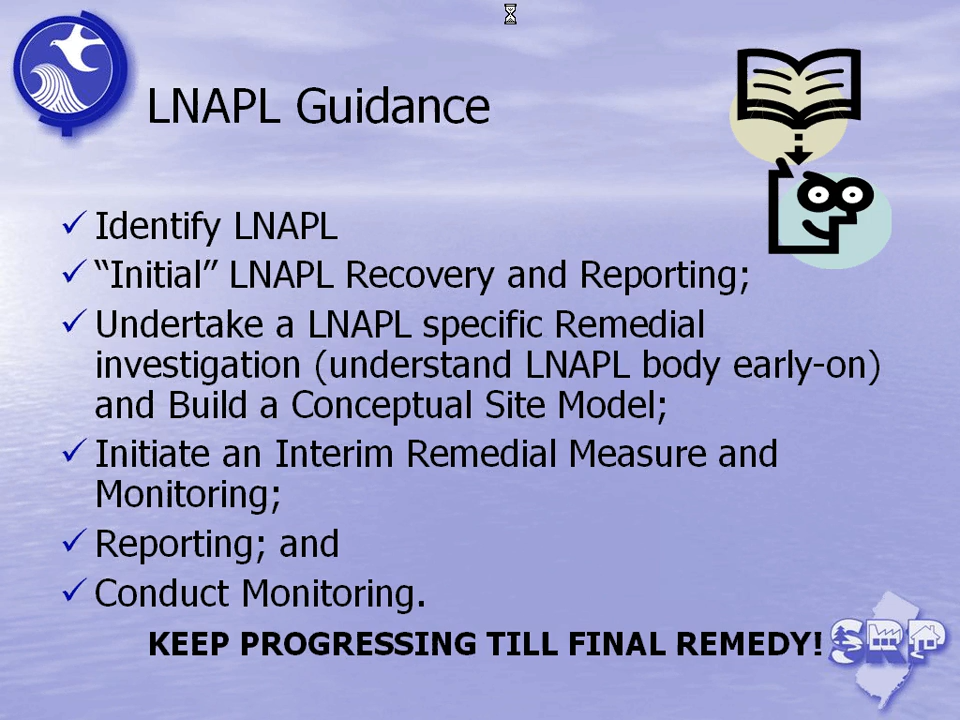 LNAPL Guidance
✓ Identify LNAPL
✓ “Initial” LNAPL Recovery and Reporting;
✓ Undertake a LNAPL specific Remedial
investigation (understand LNAPL body early-on)
and Build a Conceptual Site Model;
✓ Initiate an Interim Remedial Measure and
Monitoring;
✓ Reporting; and
✓ Conduct Monitoring.
KEEP PROGRESSING TILL FINAL REMEDY!
SRP